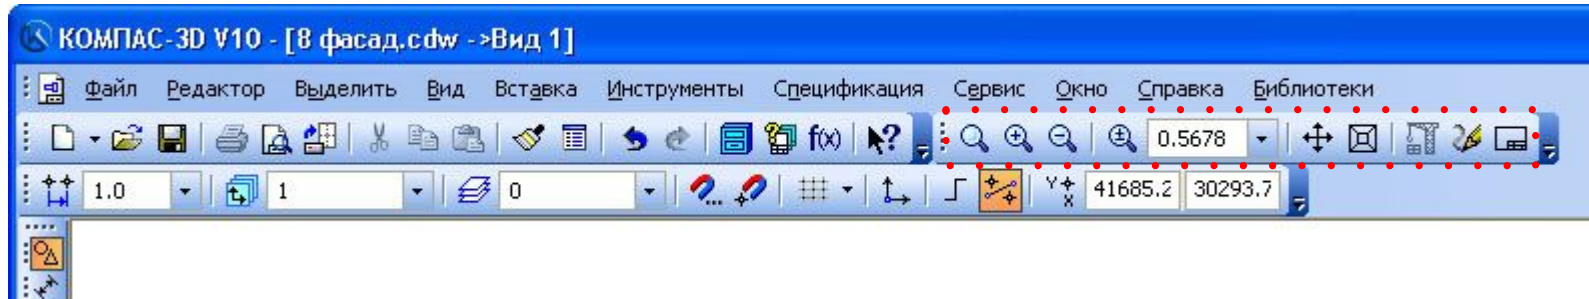 КОМПАС-3D V10 - [8 фасад.cdw ->Вид 1]
Файл Редактор Выделить Вид Вставка Инструменты Спецификация Сервис Окно Справка Библиотеки
f(x) ? 0.5678
1.0 1 0 Y X 41685.2 30293.7